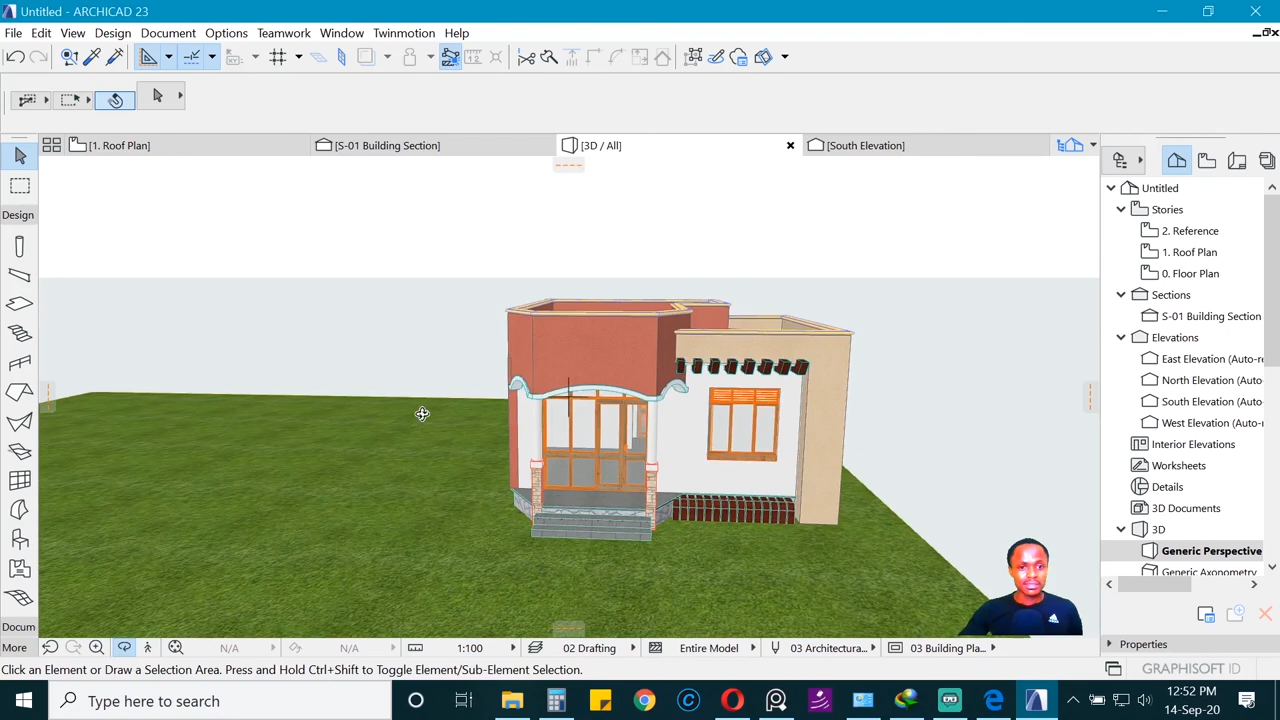 Untitled - ARCHICAD 23
File Edit View Design Document Options Teamwork Window Twinmotion Help
[1. Roof Plan]
[S-01 Building Section]
[3D / All]
[South Elevation]
Design
Untitled
Stories
2. Reference
1. Roof Plan
0. Floor Plan
Sections
S-01 Building Section
Elevations
East Elevation (Auto-re
North Elevation (Auto
South Elevation (Auto-
West Elevation (Auto-r
Interior Elevations
Worksheets
Details
3D Documents
3D
Generic Perspective
Generic Axonometry
Docum
More
N/A
N/A
1:100
02 Drafting
Entire Model
03 Architectura...
03 Building Pla...
Properties
Click an Element or Draw a Selection Area. Press and Hold Ctrl+Shift to Toggle Element/Sub-Element Selection.
GRAPHISOFT ID
Type here to search
12:52 PM
14-Sep-20